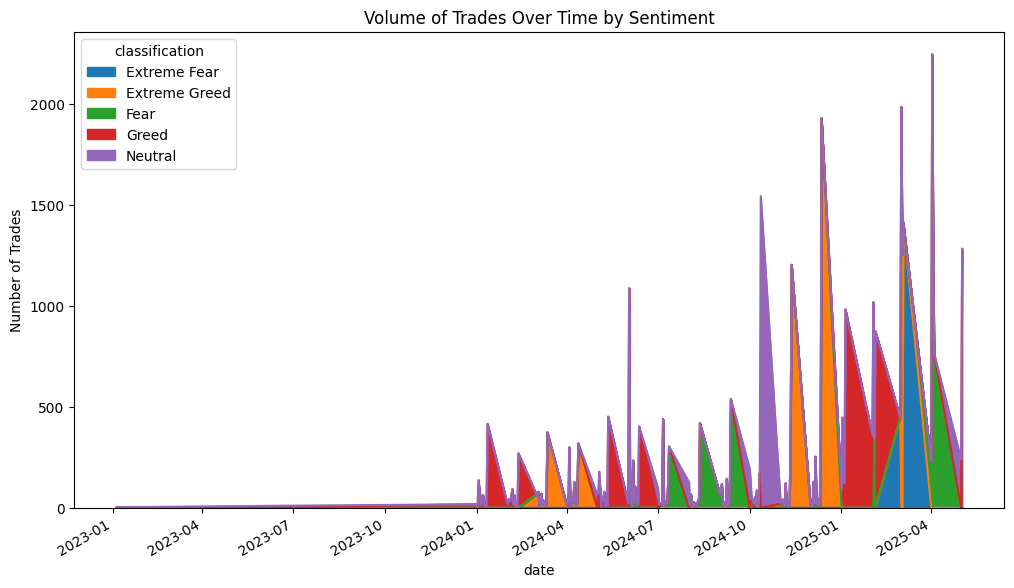 Volume of Trades Over Time by Sentiment
classification
Extreme Fear
Extreme Greed
Fear
Greed
Neutral
Number of Trades
2000
1500
1000
500
0
2023-01
2023-04
2023-07
2023-10
2024-01
2024-04
2024-07
2024-10
2025-01
2025-04
date